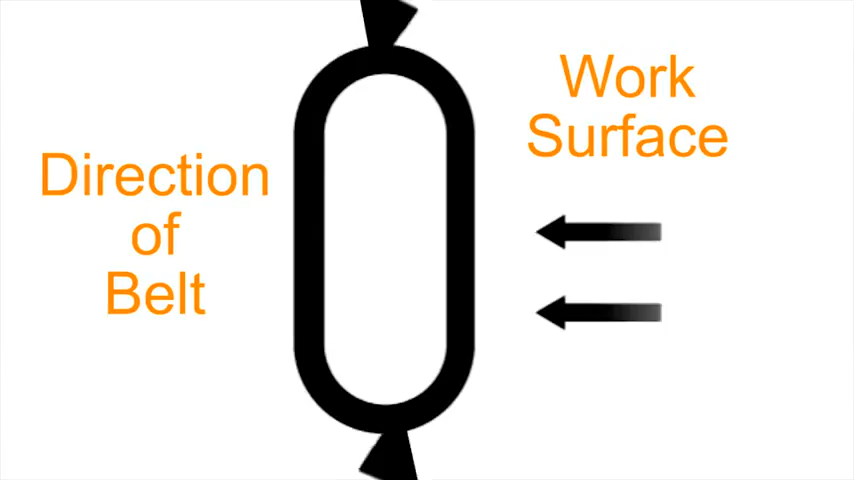 Direction
of
Belt
Work
Surface